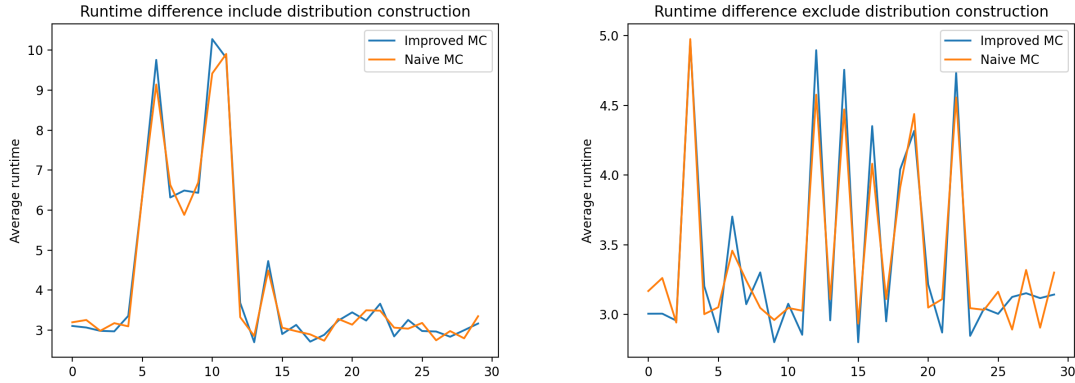 Runtime difference include distribution construction
Average runtime
10
9
8
7
6
5
4
3
0 5 10 15 20 25 30
Improved MC
Naive MC
Runtime difference exclude distribution construction
Average runtime
5.0
4.5
4.0
3.5
3.0
0 5 10 15 20 25 30
Improved MC
Naive MC